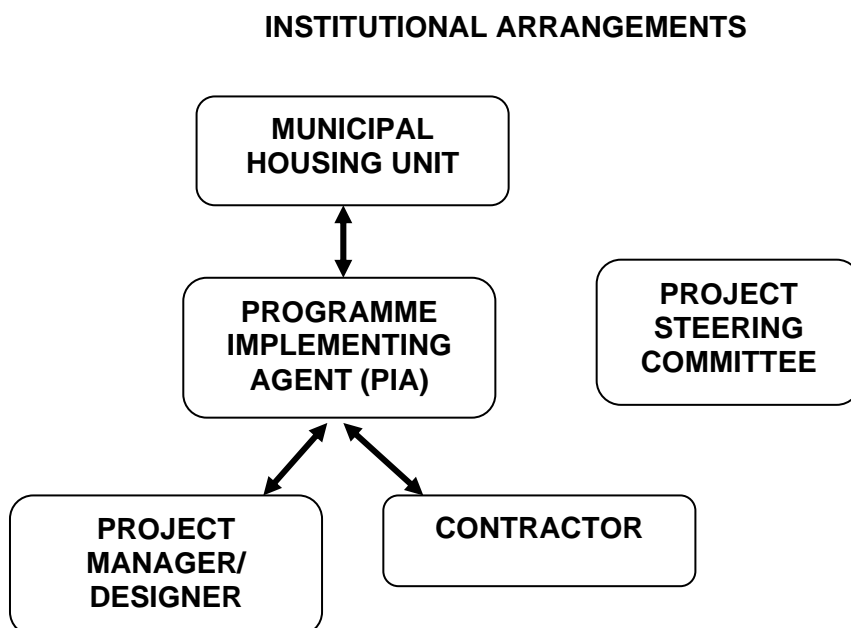 INSTITUTIONAL ARRANGEMENTS
MUNICIPAL
HOUSING UNIT
PROGRAMME
IMPLEMENTING
AGENT (PIA)
PROJECT
STEERING
COMMITTEE
PROJECT
MANAGER/
DESIGNER
CONTRACTOR